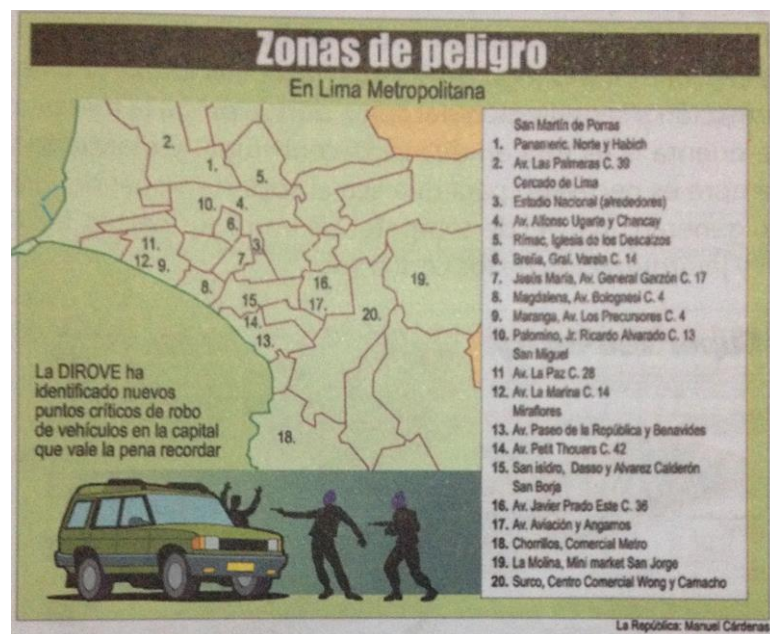 Zonas de peligro
En Lima Metropolitana
San Martín de Porras
1. Panameric. Norte y Habich
2. Av. Las Palmeras C. 39
Cercado de Lima
3. Estadio Nacional (alrededores)
4. Av. Alfonso Ugarte y Chancay
5. Rímac, Iglesia de los Descalzos
6. Breña, Gral. Varela C. 14
7. Jesús María, Av. General Garzón C. 17
8. Magdalena, Av. Bolognesi C. 4
9. Maranga, Av. Los Precursores C. 4
10. Palomino, Jr. Ricardo Alvarado C. 13
San Miguel
11 Av. La Paz C. 28
12. Av. La Marina C. 14
Miraflores
13. Av. Paseo de la República y Benavides
14. Av. Petit Thouars C. 42
15. San isidro, Dasso y Alvarez Calderón
San Borja
16. Av. Javier Prado Este C. 36
17. Av. Aviación y Angamos
18. Chorrillos, Comercial Metro
19. La Molina, Mini market San Jorge
20. Surco, Centro Comercial Wong y Camacho
2.
1.
5.
10. 4.
6.
3.
11.
12. 9.
7.
8.
16.
19.
15.
17.
20.
14.
13.
18.
La DIROVE ha
identificado nuevos
puntos críticos de robo
de vehículos en la capital
que vale la pena recordar
La República: Manuel Cárdenas